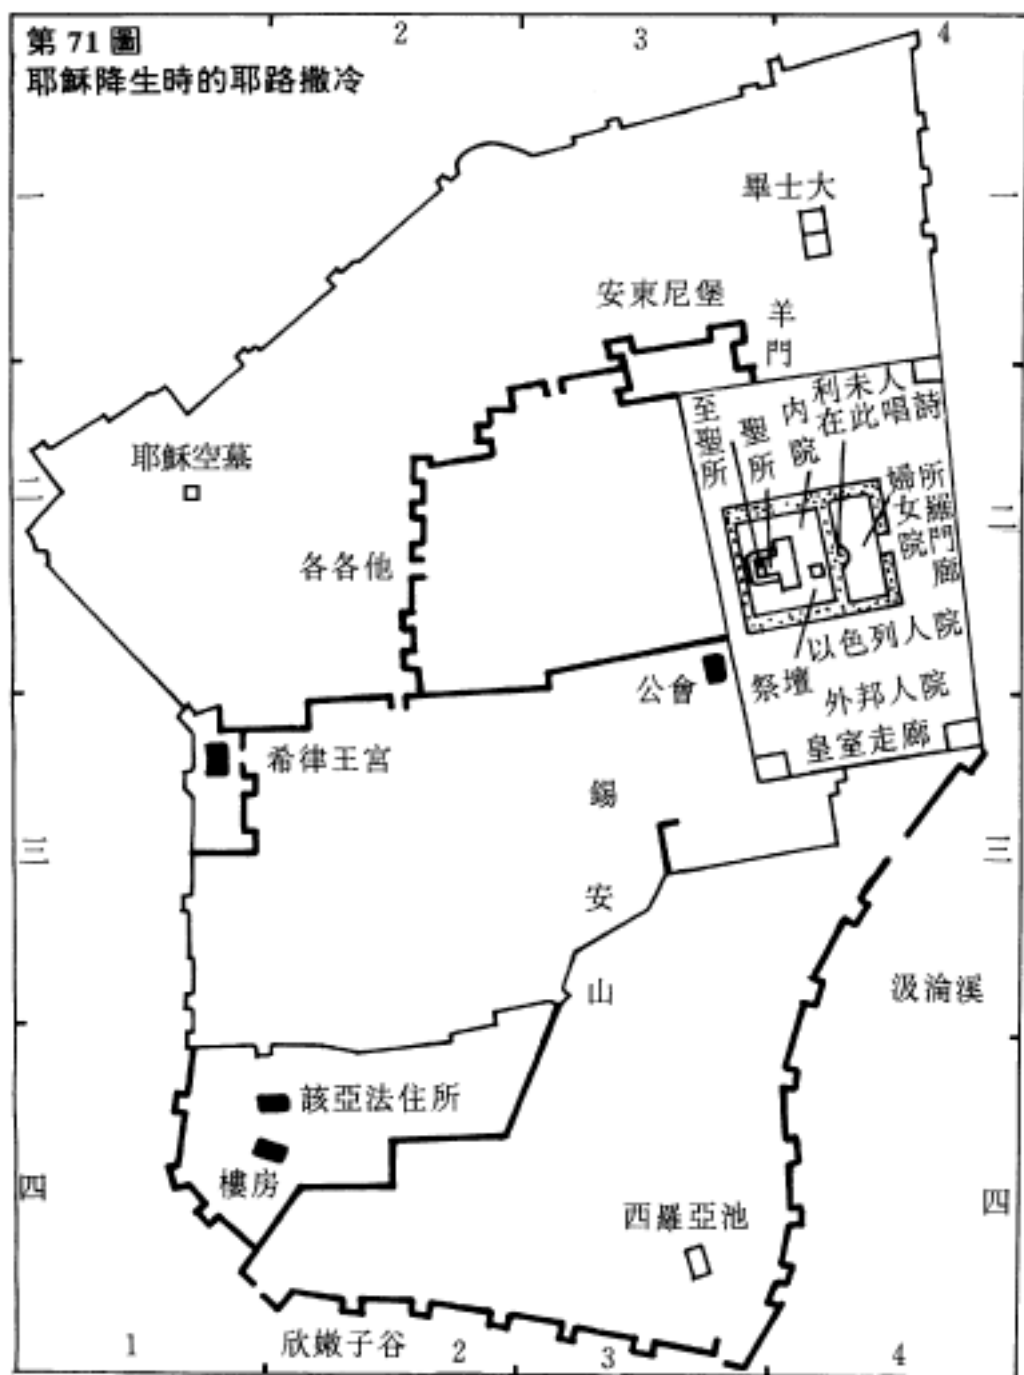 第 71 圖
耶穌降生時的耶路撒冷
2
3
4
一
一
畢士大
安東尼堡
羊門
至聖所
聖所
內院
利未人
在此唱詩
婦女院
所羅門廊
耶穌空墓
二
二
各各他
以色列人院
祭壇
公會
外邦人院
皇室走廊
希律王宮
錫安山
三
三
汲淪溪
該亞法住所
樓房
四
四
西羅亞池
欣嫩子谷
1
2
3
4